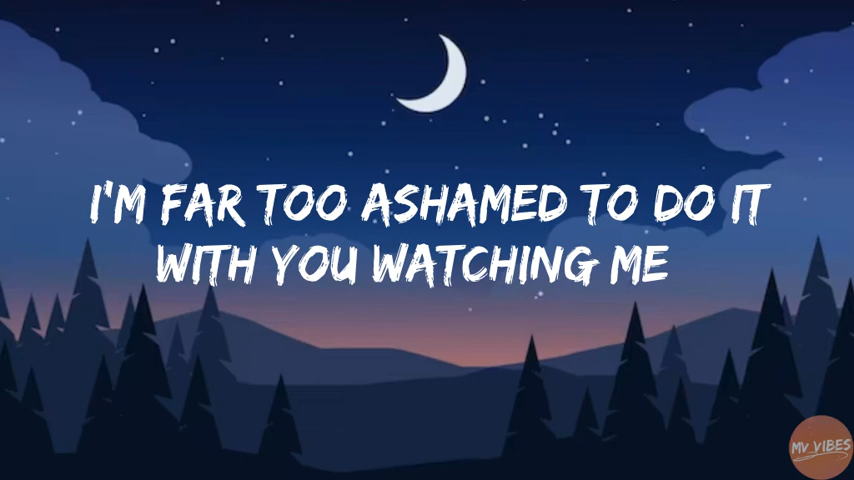 I'M FAR TOO ASHAMED TO DO IT
WITH YOU WATCHING ME
MV VIBES